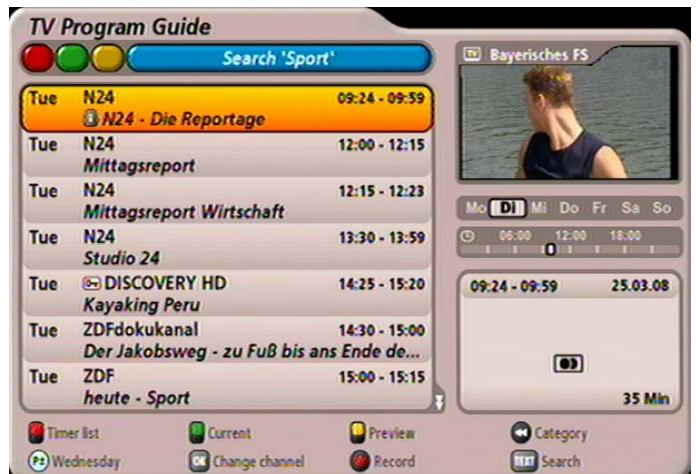 TV Program Guide
Search 'Sport'
Tue N24 09:24 - 09:59
N24 - Die Reportage
Tue N24 12:00 - 12:15
Mittagsreport
Tue N24 12:15 - 12:23
Mittagsreport Wirtschaft
Tue N24 13:30 - 13:59
Studio 24
Tue DISCOVERY HD 14:25 - 15:20
Kayaking Peru
Tue ZDFdokukanal 14:30 - 15:00
Der Jakobsweg - zu Fuß bis ans Ende de...
Tue ZDF 15:00 - 15:15
heute - Sport
TV Bayerisches FS
Mo Di Mi Do Fr Sa So
06:00 12:00 18:00
09:24 - 09:59 25.03.08
35 Min
Timer list Current Preview Category
P± Wednesday OK Change channel Record TEXT Search